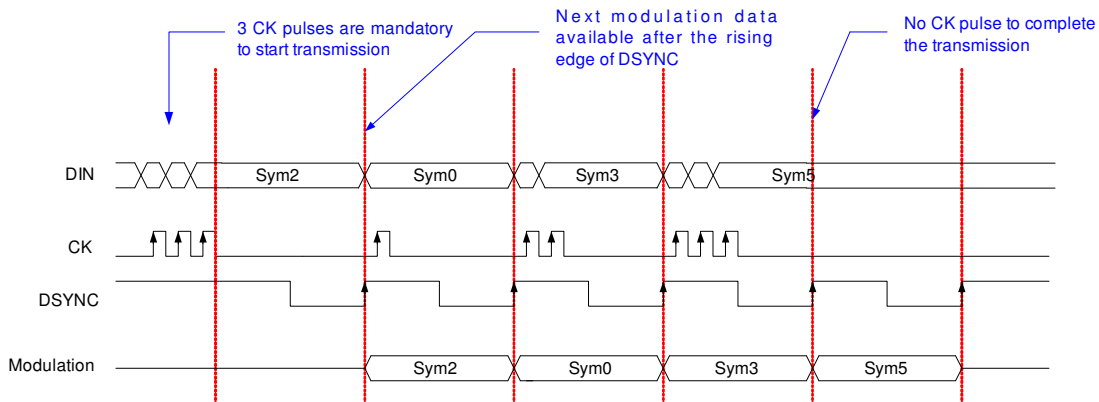 3 CK pulses are mandatory
to start transmission
Next modulation data
available after the rising
edge of DSYNC
No CK pulse to complete
the transmission
DIN
Sym2
Sym0
Sym3
Sym5
CK
DSYNC
Modulation
Sym2
Sym0
Sym3
Sym5